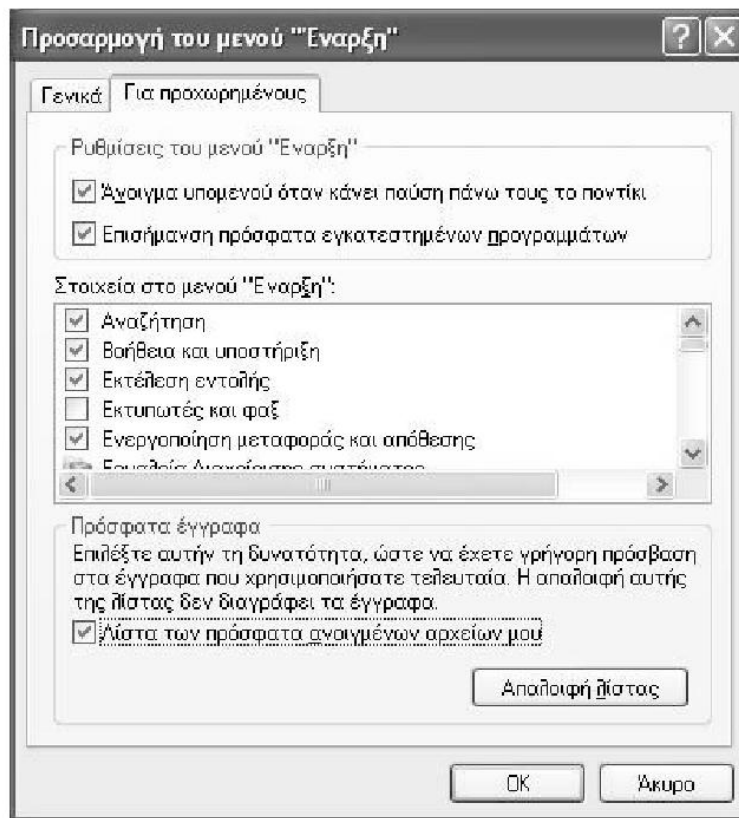 Προσαρμογή του μενού "Έναρξη"
Γενικά
Για προχωρημένους
Ρυθμίσεις του μενού "Έναρξη"
Άνοιγμα υπομενού όταν κάνει παύση πάνω τους το ποντίκι
Επισήμανση πρόσφατα εγκατεστημένων προγραμμάτων
Στοιχεία στο μενού "Έναρξη":
Αναζήτηση
Βοήθεια και υποστήριξη
Εκτέλεση εντολής
Εκτυπωτές και φαξ
Ενεργοποίηση μεταφοράς και απόθεσης
Εργαλεία Διαχείρισης συστήματος
Πρόσφατα έγγραφα
Επιλέξτε αυτήν τη δυνατότητα, ώστε να έχετε γρήγορη πρόσβαση
στα έγγραφα που χρησιμοποιήσατε τελευταία. Η απαλοιφή αυτής
της λίστας δεν διαγράφει τα έγγραφα.
Λίστα των πρόσφατα ανοιγμένων αρχείων μου
Απαλοιφή λίστας
OK
Άκυρο